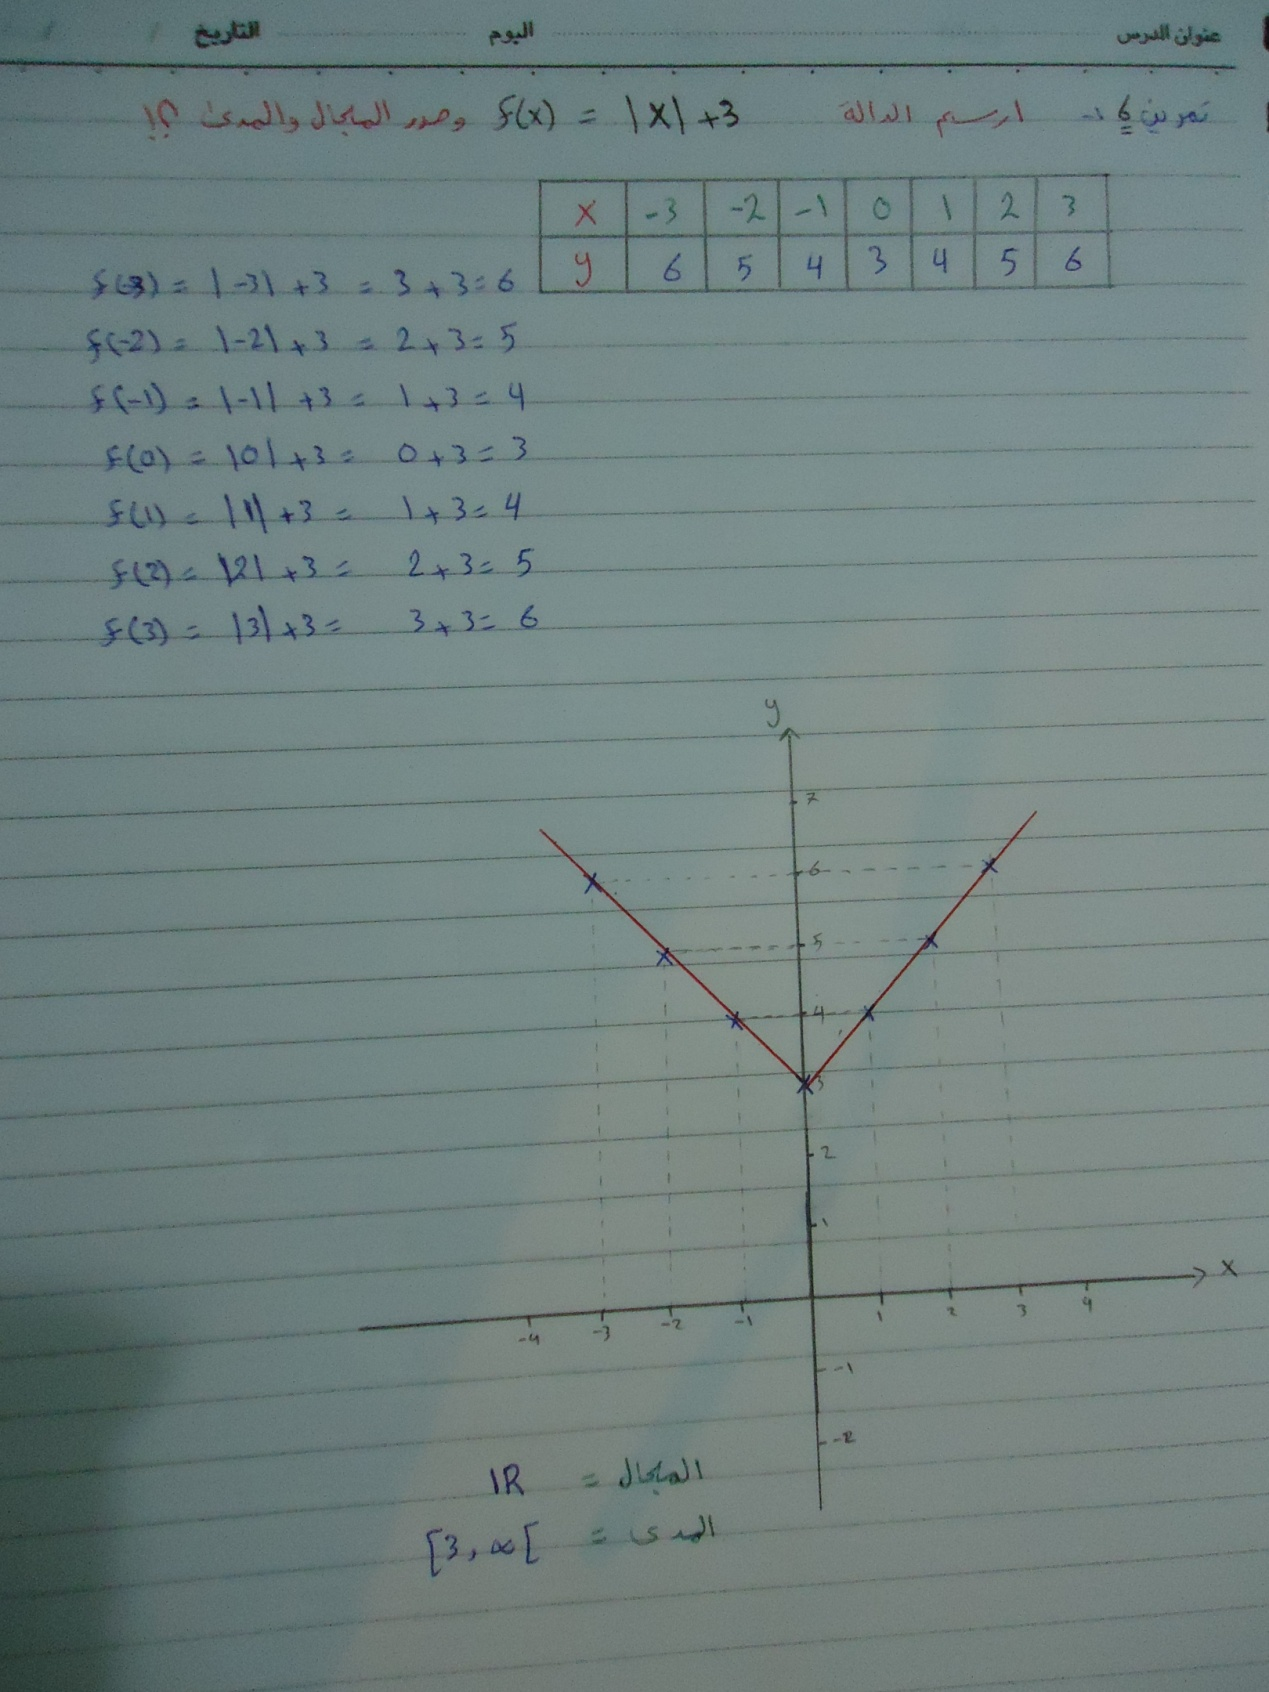 عنوان الدرس اليوم التاريخ
تمرين 6 :- ارسم الدالة f(x) = |x| + 3 وحدد المجال والمدى ؟!
x -3 -2 -1 0 1 2 3
y 6 5 4 3 4 5 6
f(-3) = |-3| + 3 = 3 + 3 = 6
f(-2) = |-2| + 3 = 2 + 3 = 5
f(-1) = |-1| + 3 = 1 + 3 = 4
f(0) = |0| + 3 = 0 + 3 = 3
f(1) = |1| + 3 = 1 + 3 = 4
f(2) = |2| + 3 = 2 + 3 = 5
f(3) = |3| + 3 = 3 + 3 = 6
y
7
6
5
4
3
2
1
x
-4 -3 -2 -1 1 2 3 4
-1
-2
المجال = IR
المدى = [3, ∞[